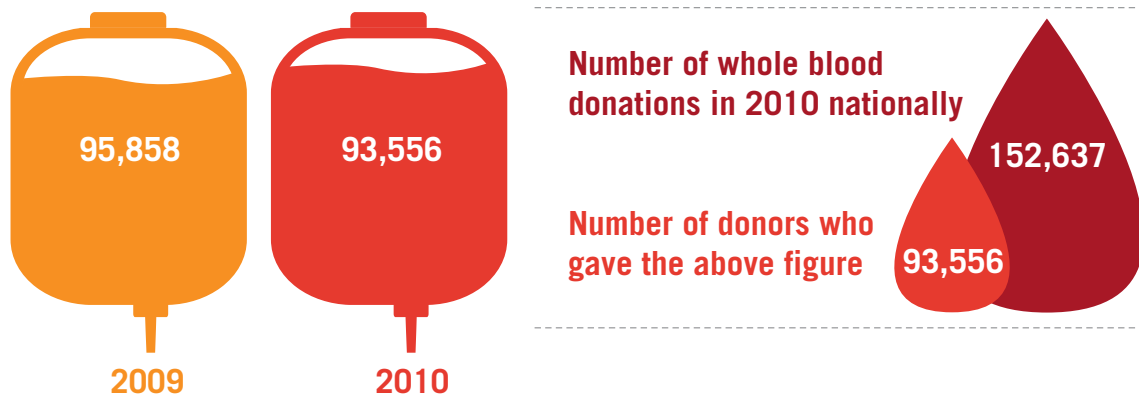 95,858
2009
93,556
2010
Number of whole blood
donations in 2010 nationally
152,637
Number of donors who
gave the above figure
93,556